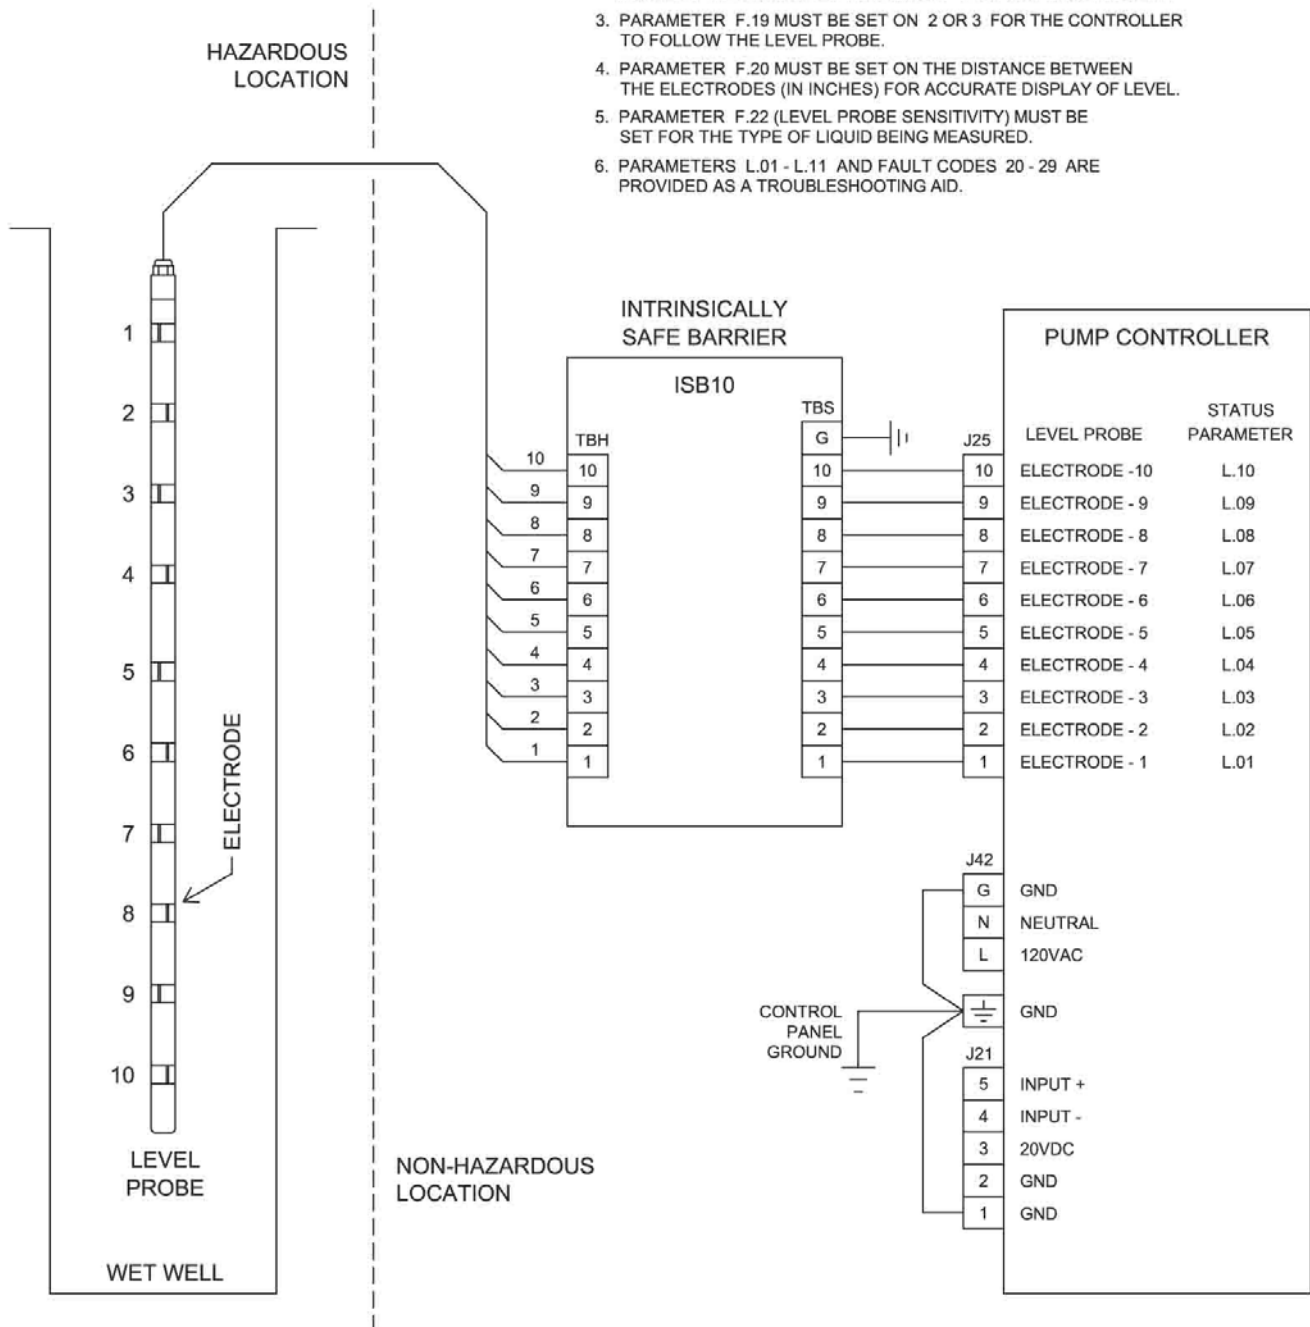 3. PARAMETER F.19 MUST BE SET ON 2 OR 3 FOR THE CONTROLLER
TO FOLLOW THE LEVEL PROBE.
4. PARAMETER F.20 MUST BE SET ON THE DISTANCE BETWEEN
THE ELECTRODES (IN INCHES) FOR ACCURATE DISPLAY OF LEVEL.
5. PARAMETER F.22 (LEVEL PROBE SENSITIVITY) MUST BE
SET FOR THE TYPE OF LIQUID BEING MEASURED.
6. PARAMETERS L.01 - L.11 AND FAULT CODES 20 - 29 ARE
PROVIDED AS A TROUBLESHOOTING AID.
HAZARDOUS
LOCATION
1
2
3
4
5
6
7
8
9
10
ELECTRODE
LEVEL
PROBE
WET WELL
NON-HAZARDOUS
LOCATION
INTRINSICALLY
SAFE BARRIER
ISB10
TBH
10 10
9 9
8 8
7 7
6 6
5 5
4 4
3 3
2 2
1 1
TBS
G
10
9
8
7
6
5
4
3
2
1
PUMP CONTROLLER
STATUS
J25 LEVEL PROBE PARAMETER
10 ELECTRODE -10 L.10
9 ELECTRODE - 9 L.09
8 ELECTRODE - 8 L.08
7 ELECTRODE - 7 L.07
6 ELECTRODE - 6 L.06
5 ELECTRODE - 5 L.05
4 ELECTRODE - 4 L.04
3 ELECTRODE - 3 L.03
2 ELECTRODE - 2 L.02
1 ELECTRODE - 1 L.01
J42
G GND
N NEUTRAL
L 120VAC
GND
CONTROL
PANEL
GROUND
J21
5 INPUT +
4 INPUT -
3 20VDC
2 GND
1 GND